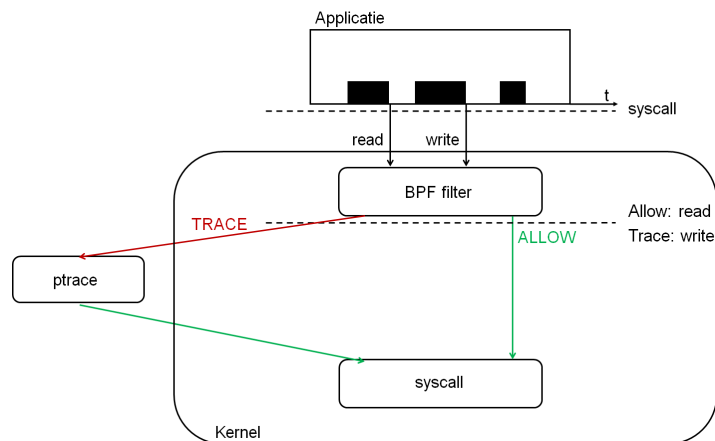 Applicatie
t
syscall
read
write
BPF filter
Allow: read
Trace: write
TRACE
ALLOW
ptrace
syscall
Kernel